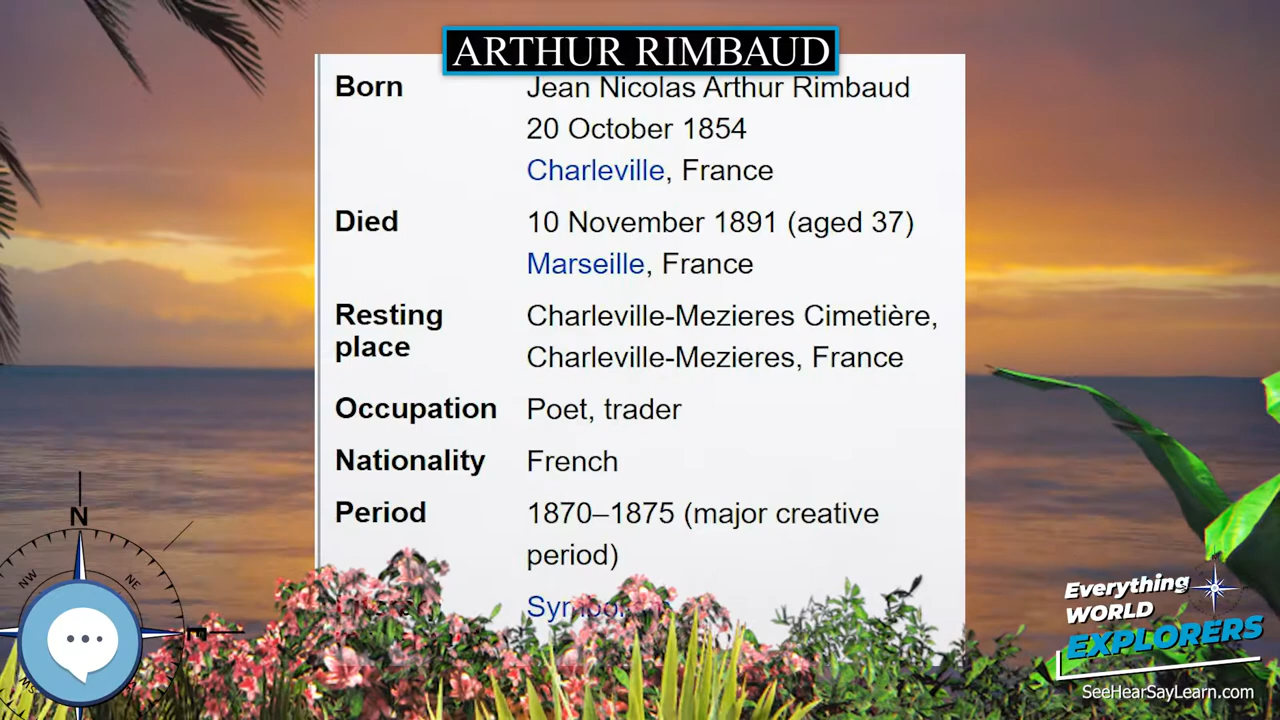 ARTHUR RIMBAUD
Born
Jean Nicolas Arthur Rimbaud
20 October 1854
Charleville, France
Died
10 November 1891 (aged 37)
Marseille, France
Resting
place
Charleville-Mezieres Cimetière,
Charleville-Mezieres, France
Occupation
Poet, trader
Nationality
French
Period
1870–1875 (major creative
period)
N
NW
NE
E
Everything
WORLD
EXPLORERS
SeeHearSayLearn.com